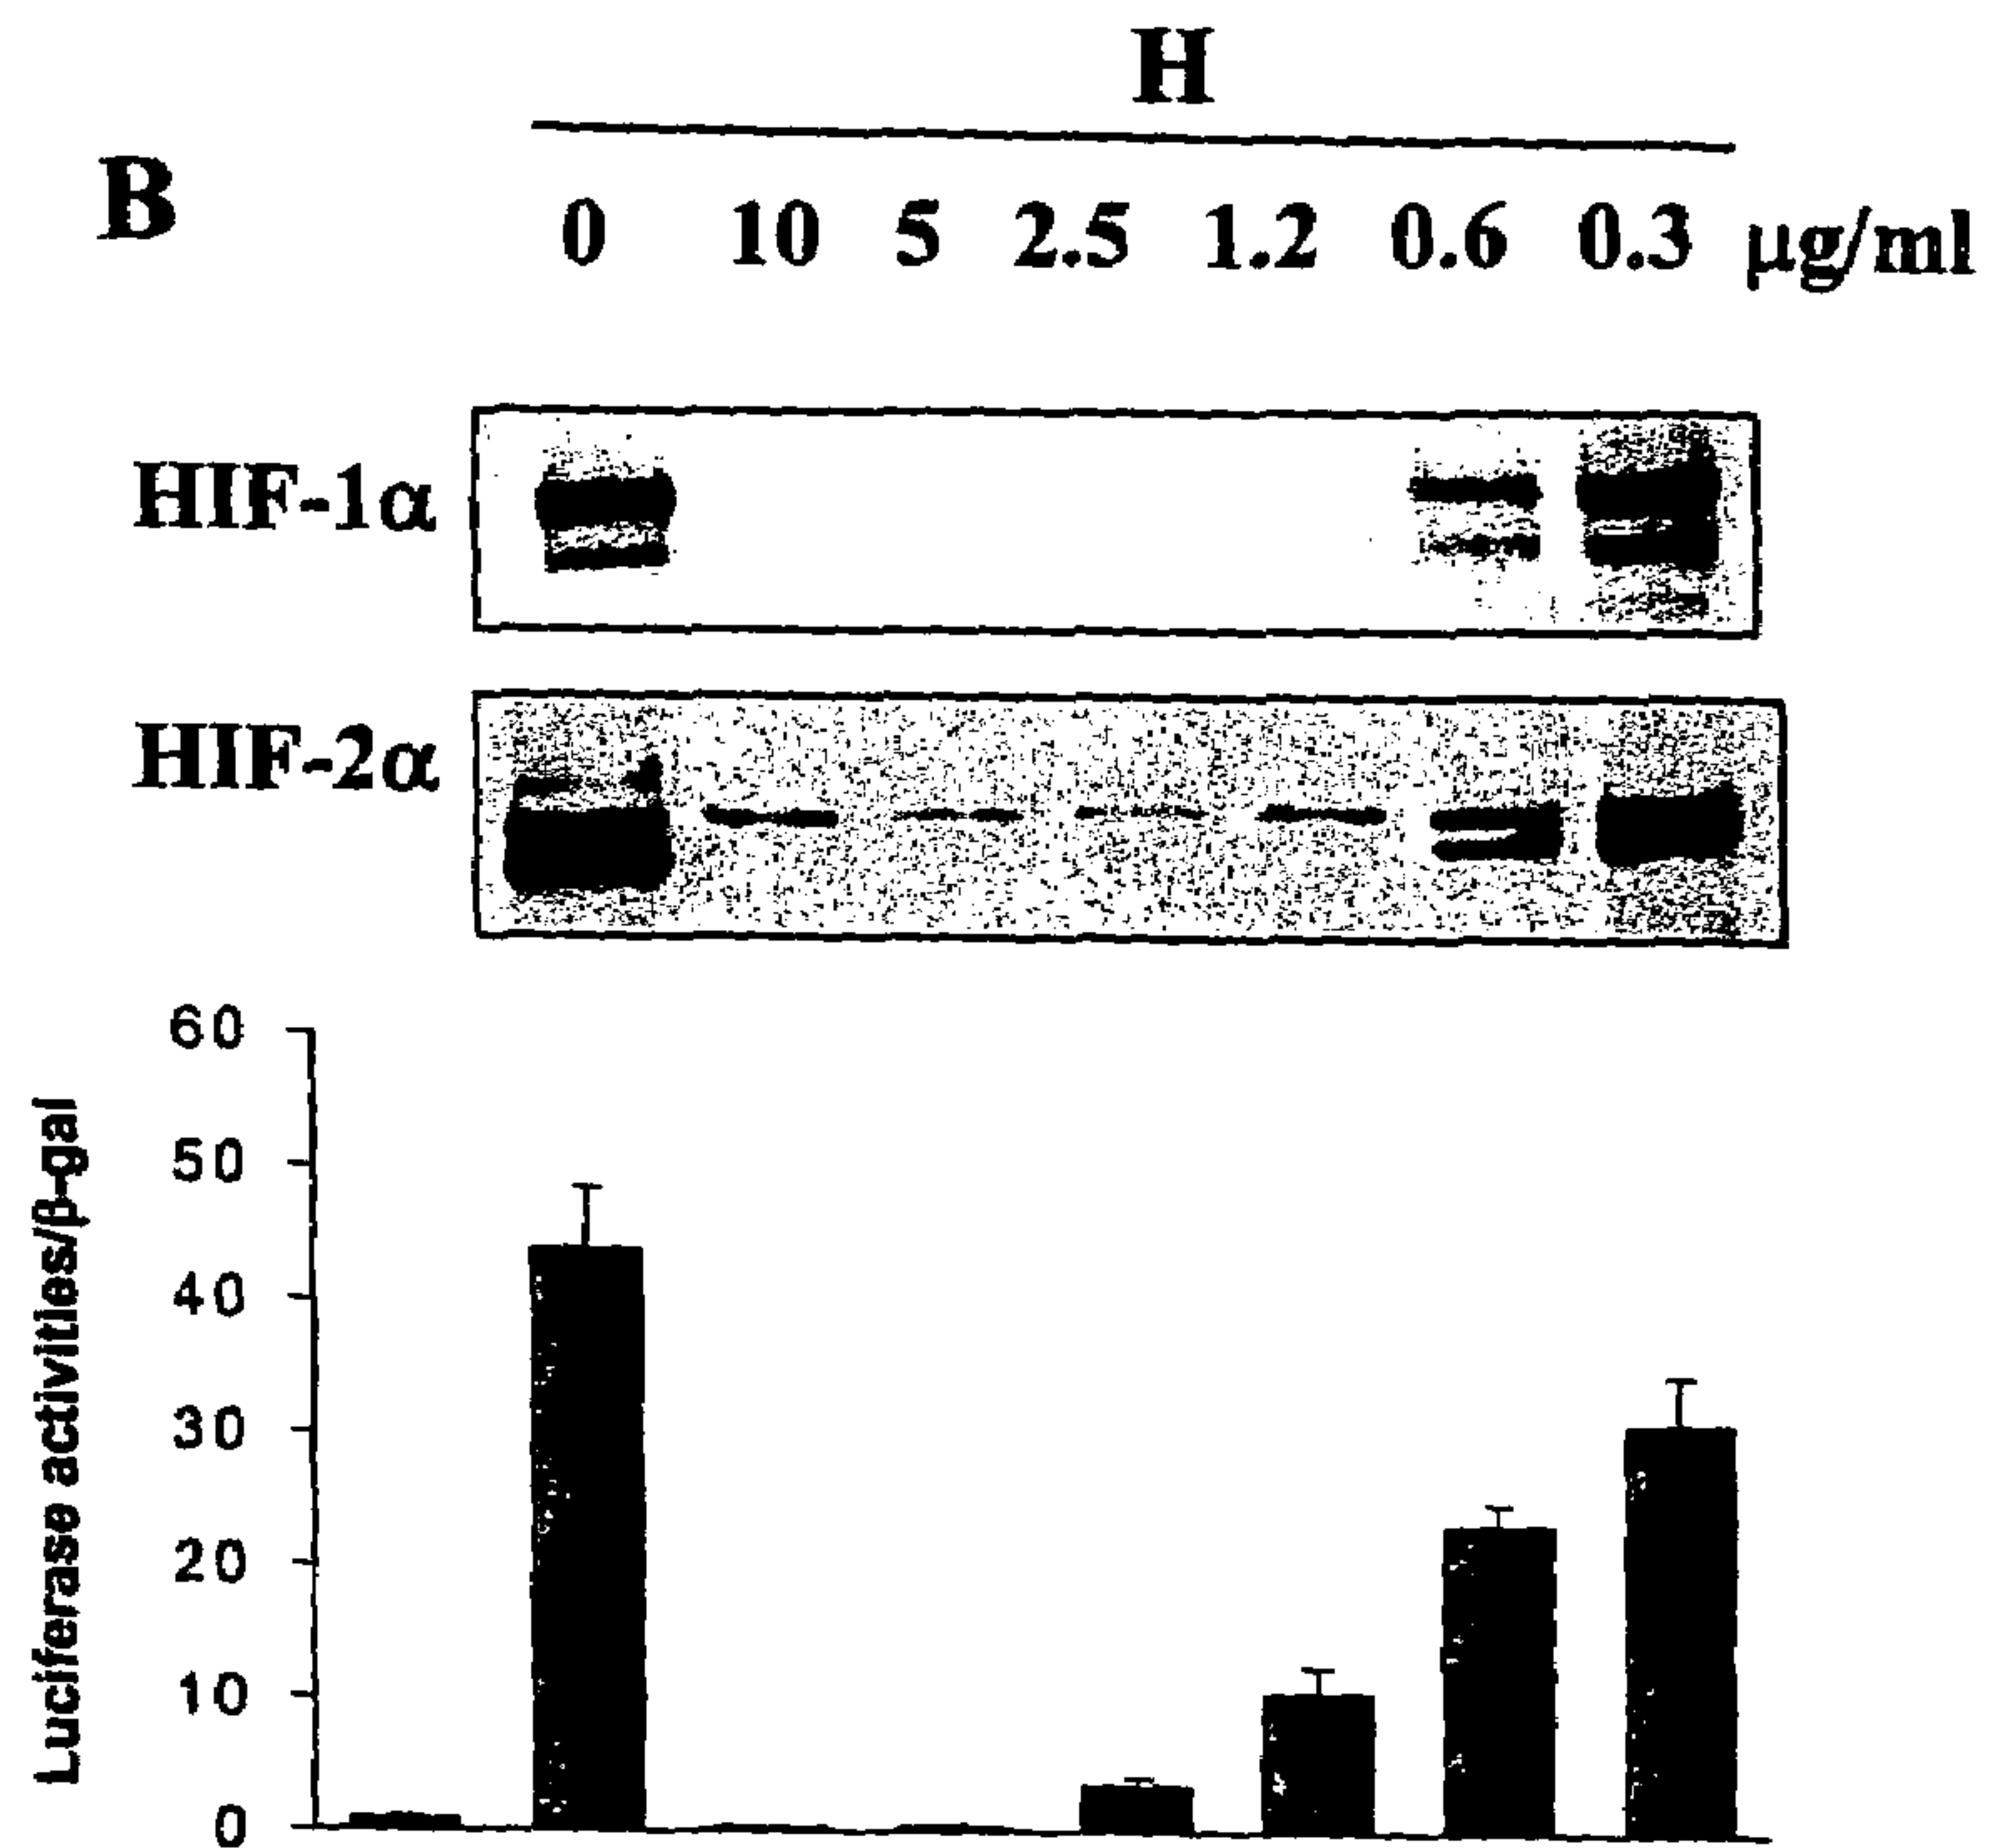 H
B
0 10 5 2.5 1.2 0.6 0.3 μg/ml
HIF-1α
HIF-2α
Luciferase activities/β-gal
60
50
40
30
20
10
0